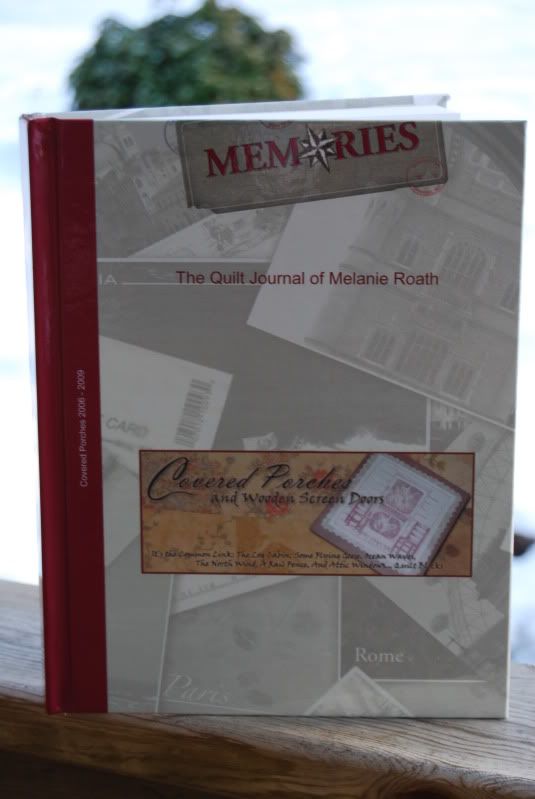 MEMORIES
The Quilt Journal of Melanie Roath
Covered Porches 2006 - 2009
CARD
Covered Porches
and Wooden Screen Doors
It's the Common Link: The Log Cabin, Some Flying Geese, Ocean Waves,
The North Wind, A Rail Fence, And Attic Windows... Quilt Blocks
Rome
Paris